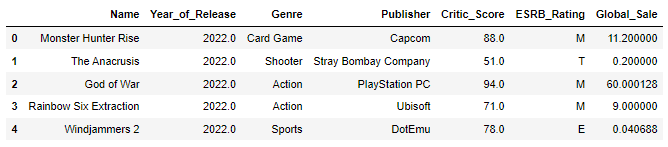 Name Year_of_Release Genre Publisher Critic_Score ESRB_Rating Global_Sale
0 Monster Hunter Rise 2022.0 Card Game Capcom 88.0 M 11.200000
1 The Anacrusis 2022.0 Shooter Stray Bombay Company 51.0 T 0.200000
2 God of War 2022.0 Action PlayStation PC 94.0 M 60.000128
3 Rainbow Six Extraction 2022.0 Action Ubisoft 71.0 M 9.000000
4 Windjammers 2 2022.0 Sports DotEmu 78.0 E 0.040688